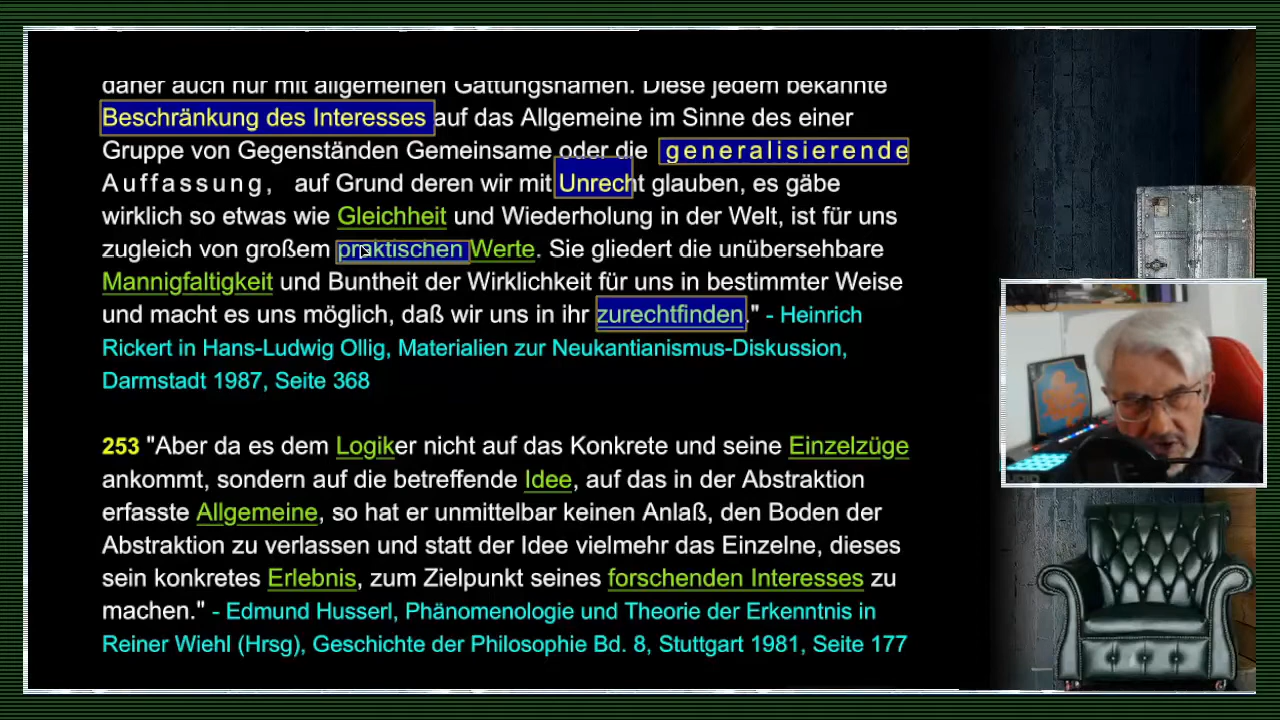 daher auch nur mit allgemeinen Gattungsnamen. Diese jedem bekannte
Beschränkung des Interesses auf das Allgemeine im Sinne des einer
Gruppe von Gegenständen Gemeinsame oder die generalisierende
Auffassung, auf Grund deren wir mit Unrecht glauben, es gäbe
wirklich so etwas wie Gleichheit und Wiederholung in der Welt, ist für uns
zugleich von großem praktischen Werte. Sie gliedert die unübersehbare
Mannigfaltigkeit und Buntheit der Wirklichkeit für uns in bestimmter Weise
und macht es uns möglich, daß wir uns in ihr zurechtfinden." - Heinrich
Rickert in Hans-Ludwig Ollig, Materialien zur Neukantianismus-Diskussion,
Darmstadt 1987, Seite 368
253 "Aber da es dem Logiker nicht auf das Konkrete und seine Einzelzüge
ankommt, sondern auf die betreffende Idee, auf das in der Abstraktion
erfasste Allgemeine, so hat er unmittelbar keinen Anlaß, den Boden der
Abstraktion zu verlassen und statt der Idee vielmehr das Einzelne, dieses
sein konkretes Erlebnis, zum Zielpunkt seines forschenden Interesses zu
machen." - Edmund Husserl, Phänomenologie und Theorie der Erkenntnis in
Reiner Wiehl (Hrsg), Geschichte der Philosophie Bd. 8, Stuttgart 1981, Seite 177